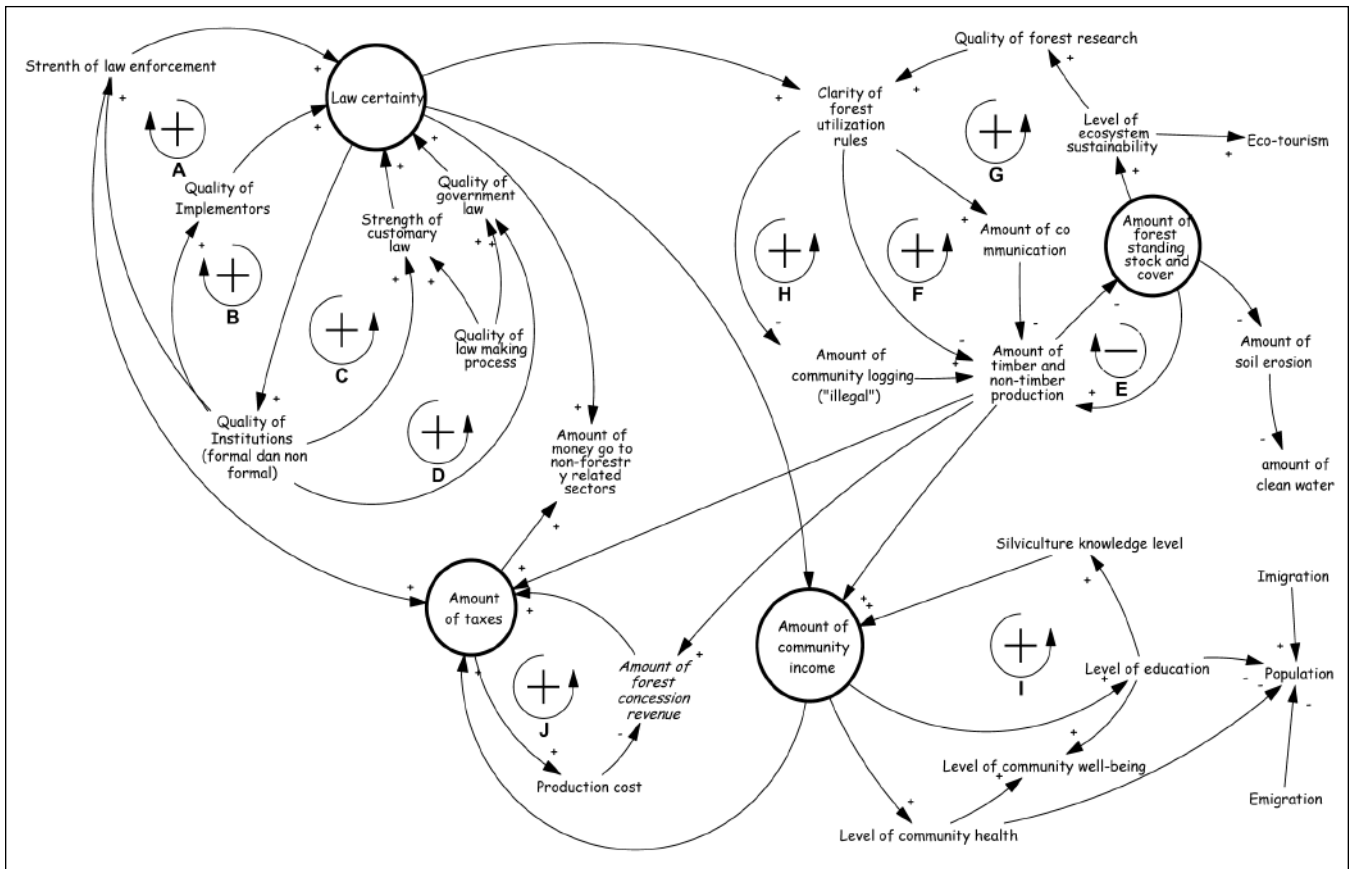 Strenth of law enforcement
+
+
A
Law certainty
+
+
+
+
Quality of
Implementors
+
+
B
Strength of
customary
law
+
+
Quality of
government
law
+
+
+
C
Quality of
law making
process
+
D
Quality of
Institutions
(formal dan non
formal)
+
Amount of
money go to
non-forestr
y related
sectors
+
+
Quality of forest research
+
+
Clarity of
forest
utilization
rules
+
+
G
Level of
ecosystem
sustainability
+
+
Eco-tourism
Amount of
forest
standing
stock and
cover
-
+
H
+
F
Amount of co
mmunication
+
-
Amount of
community logging
("illegal")
-
Amount of
timber and
non-timber
production
-
+
-
+
E
-
Amount of
soil erosion
-
amount of
clean water
-
Amount
of taxes
+
+
+
+
+
J
Production cost
+
Amount of
forest
concession
revenue
+
-
Amount of
community
income
++
Silviculture knowledge level
+
+
I
Level of education
+
Level of community well-being
+
+
Level of community health
+
Imigration
+
Population
-
-
-
Emigration